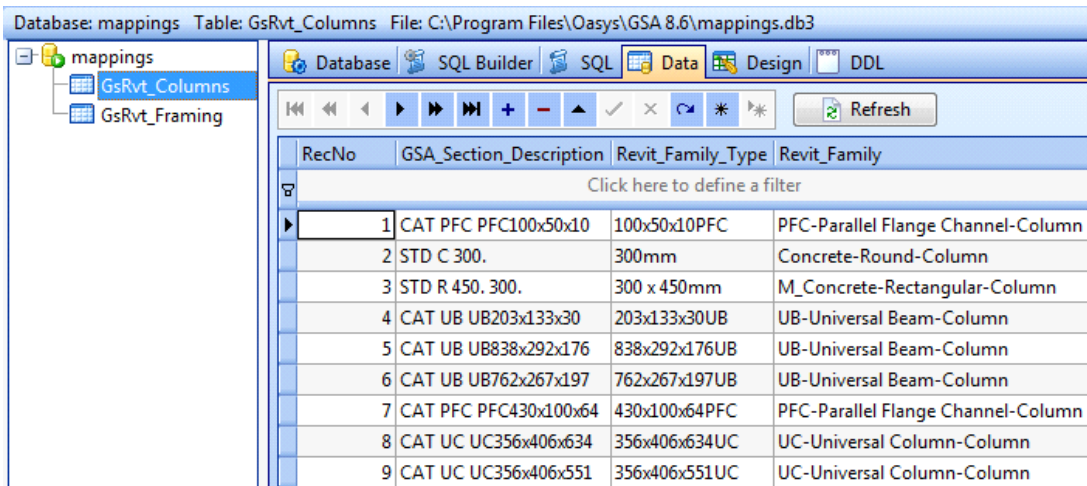 Database: mappings Table: GsRvt_Columns File: C:\Program Files\Oasys\GSA 8.6\mappings.db3
mappings
GsRvt_Columns
GsRvt_Framing
Database SQL Builder SQL Data Design DDL
Refresh
RecNo GSA_Section_Description Revit_Family_Type Revit_Family
Click here to define a filter
1 CAT PFC PFC100x50x10 100x50x10PFC PFC-Parallel Flange Channel-Column
2 STD C 300. 300mm Concrete-Round-Column
3 STD R 450. 300. 300 x 450mm M_Concrete-Rectangular-Column
4 CAT UB UB203x133x30 203x133x30UB UB-Universal Beam-Column
5 CAT UB UB838x292x176 838x292x176UB UB-Universal Beam-Column
6 CAT UB UB762x267x197 762x267x197UB UB-Universal Beam-Column
7 CAT PFC PFC430x100x64 430x100x64PFC PFC-Parallel Flange Channel-Column
8 CAT UC UC356x406x634 356x406x634UC UC-Universal Column-Column
9 CAT UC UC356x406x551 356x406x551UC UC-Universal Column-Column